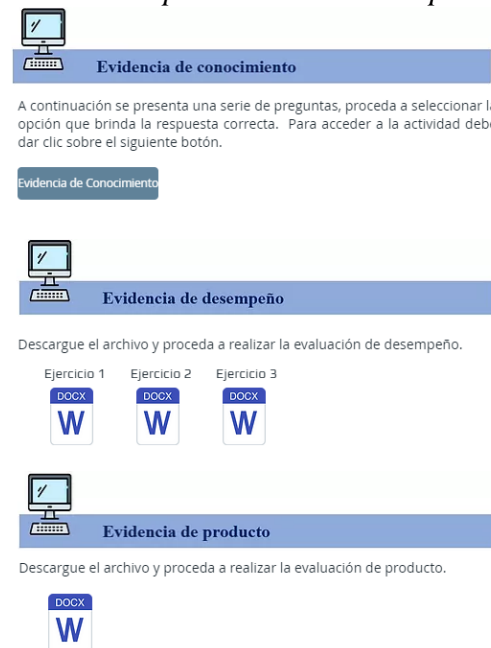 Evidencia de conocimiento
A continuación se presenta una serie de preguntas, proceda a seleccionar
opción que brinda la respuesta correcta. Para acceder a la actividad
dar clic sobre el siguiente botón.
Evidencia de Conocimiento
Evidencia de desempeño
Descargue el archivo y proceda a realizar la evaluación de desempeño.
Ejercicio 1 Ejercicio 2 Ejercicio 3
DOCX DOCX DOCX
W W W
Evidencia de producto
Descargue el archivo y proceda a realizar la evaluación de producto.
DOCX
W